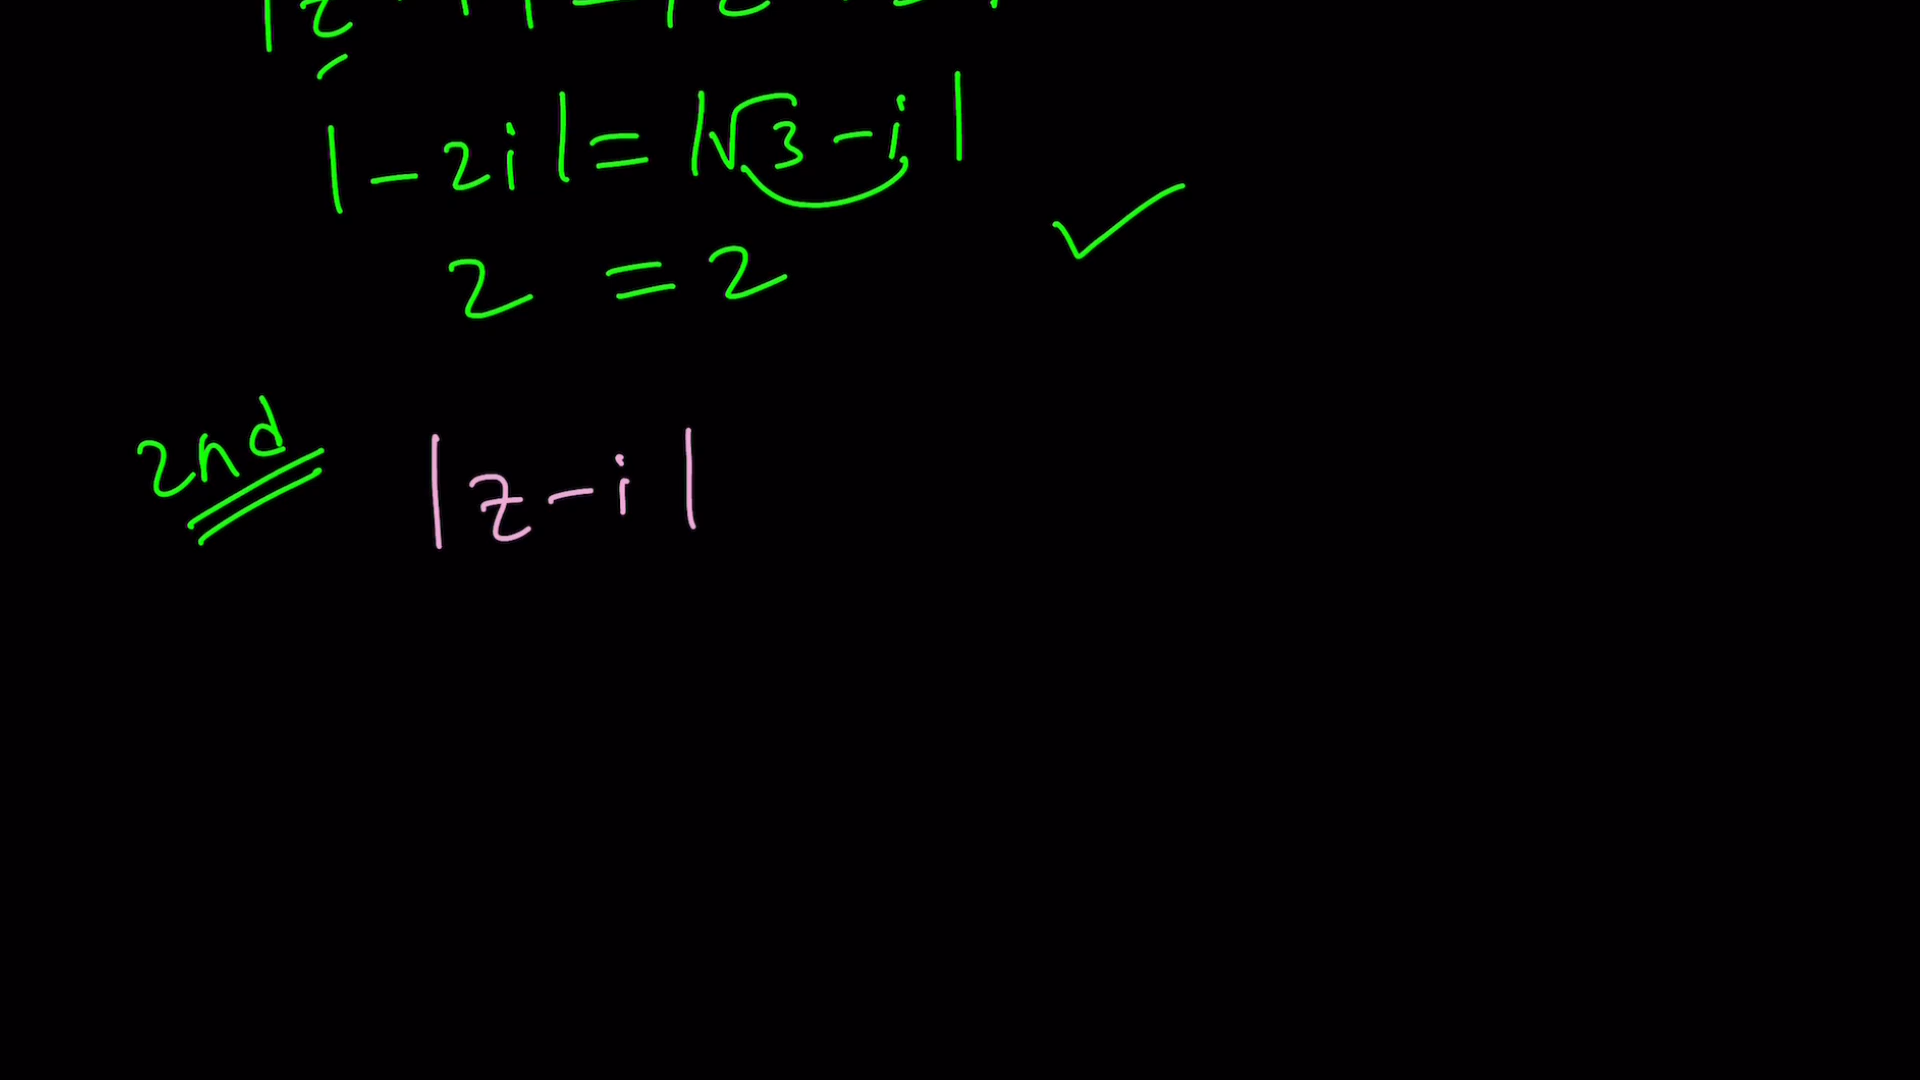 |-2i| = |√3-i|
2 = 2 ✓
2nd |z-i|